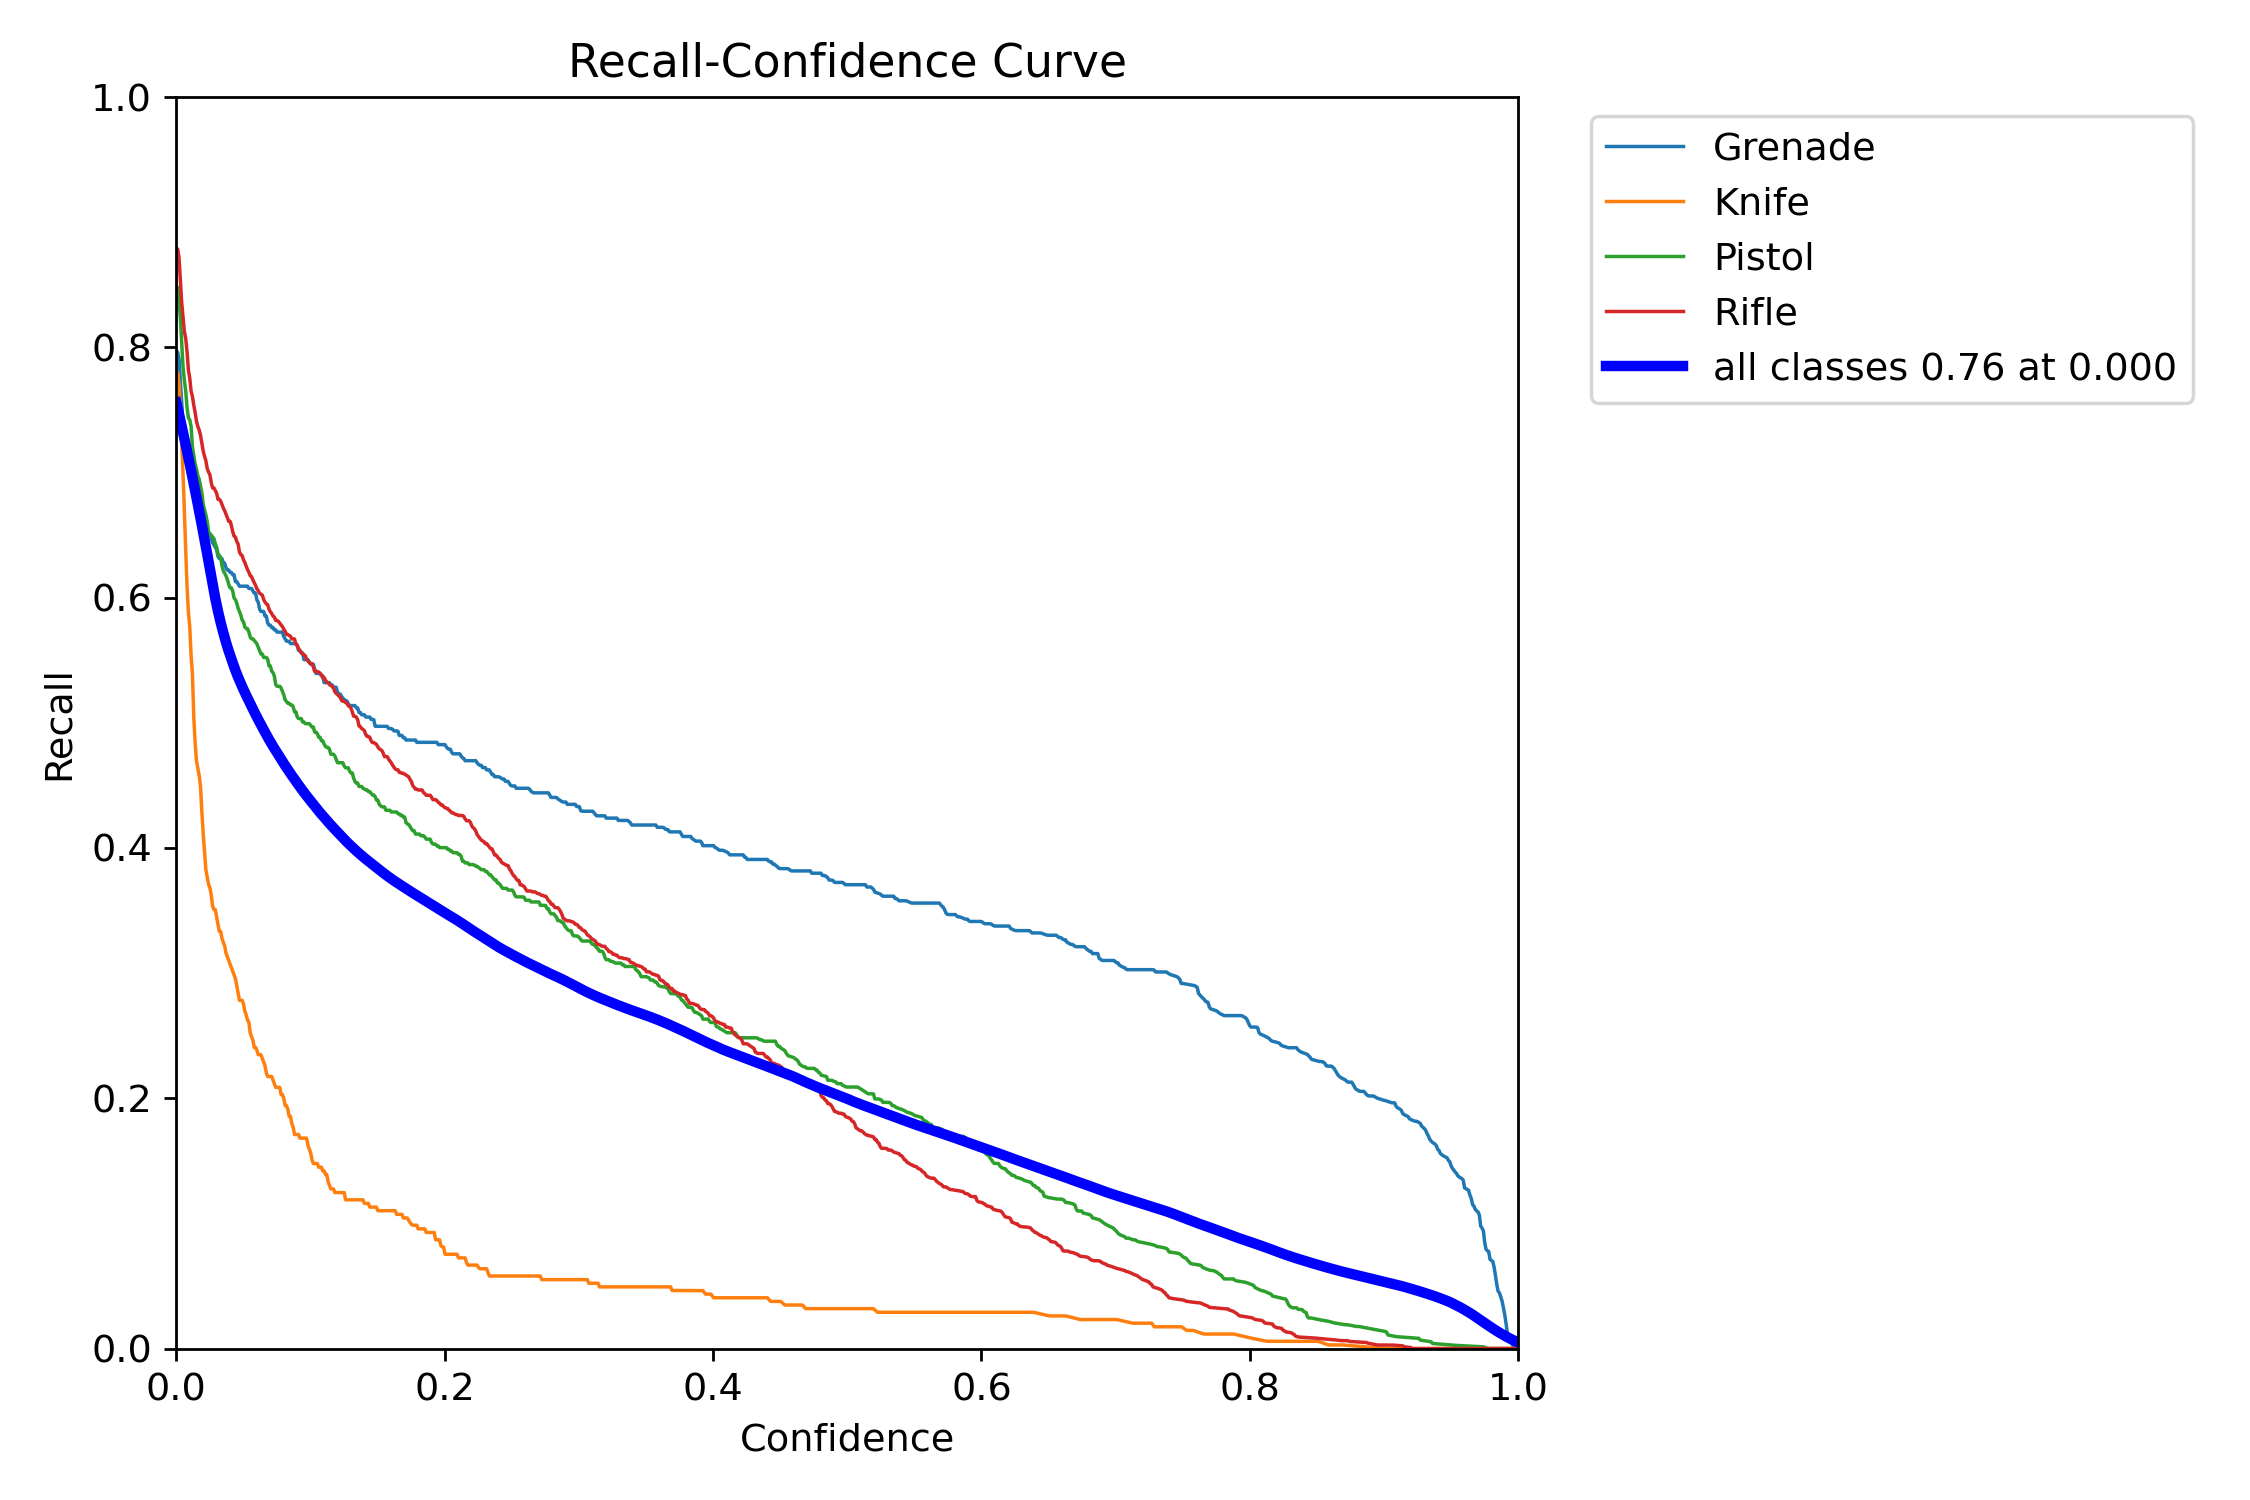 Recall-Confidence Curve
1.0
0.8
0.6
0.4
0.2
0.0
Recall
0.0 0.2 0.4 0.6 0.8 1.0
Confidence
Grenade
Knife
Pistol
Rifle
all classes 0.76 at 0.000